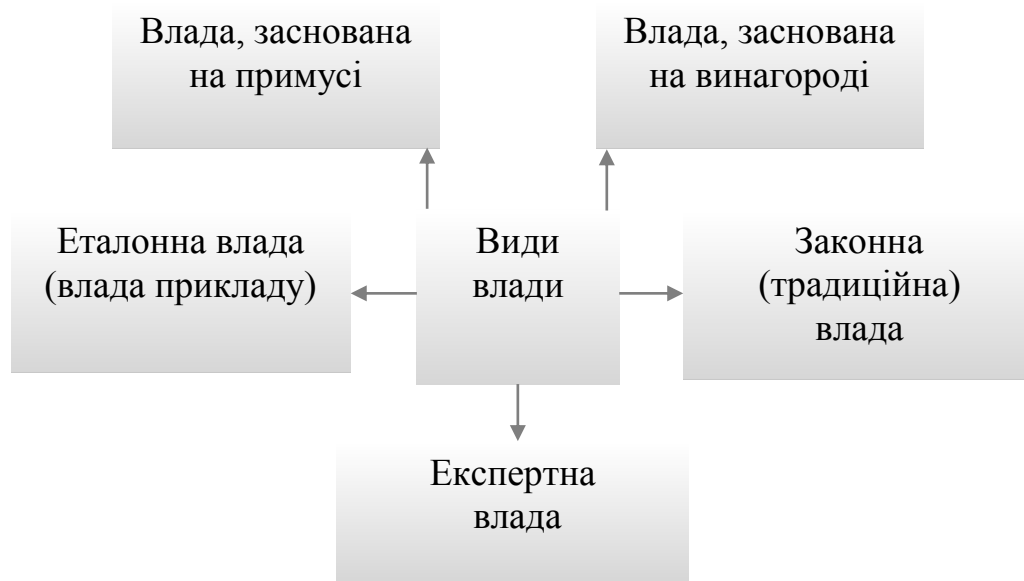 Влада, заснована
на примусі
Влада, заснована
на винагороді
Еталонна влада
(влада прикладу)
Види
влади
Законна
(традиційна)
влада
Експертна
влада